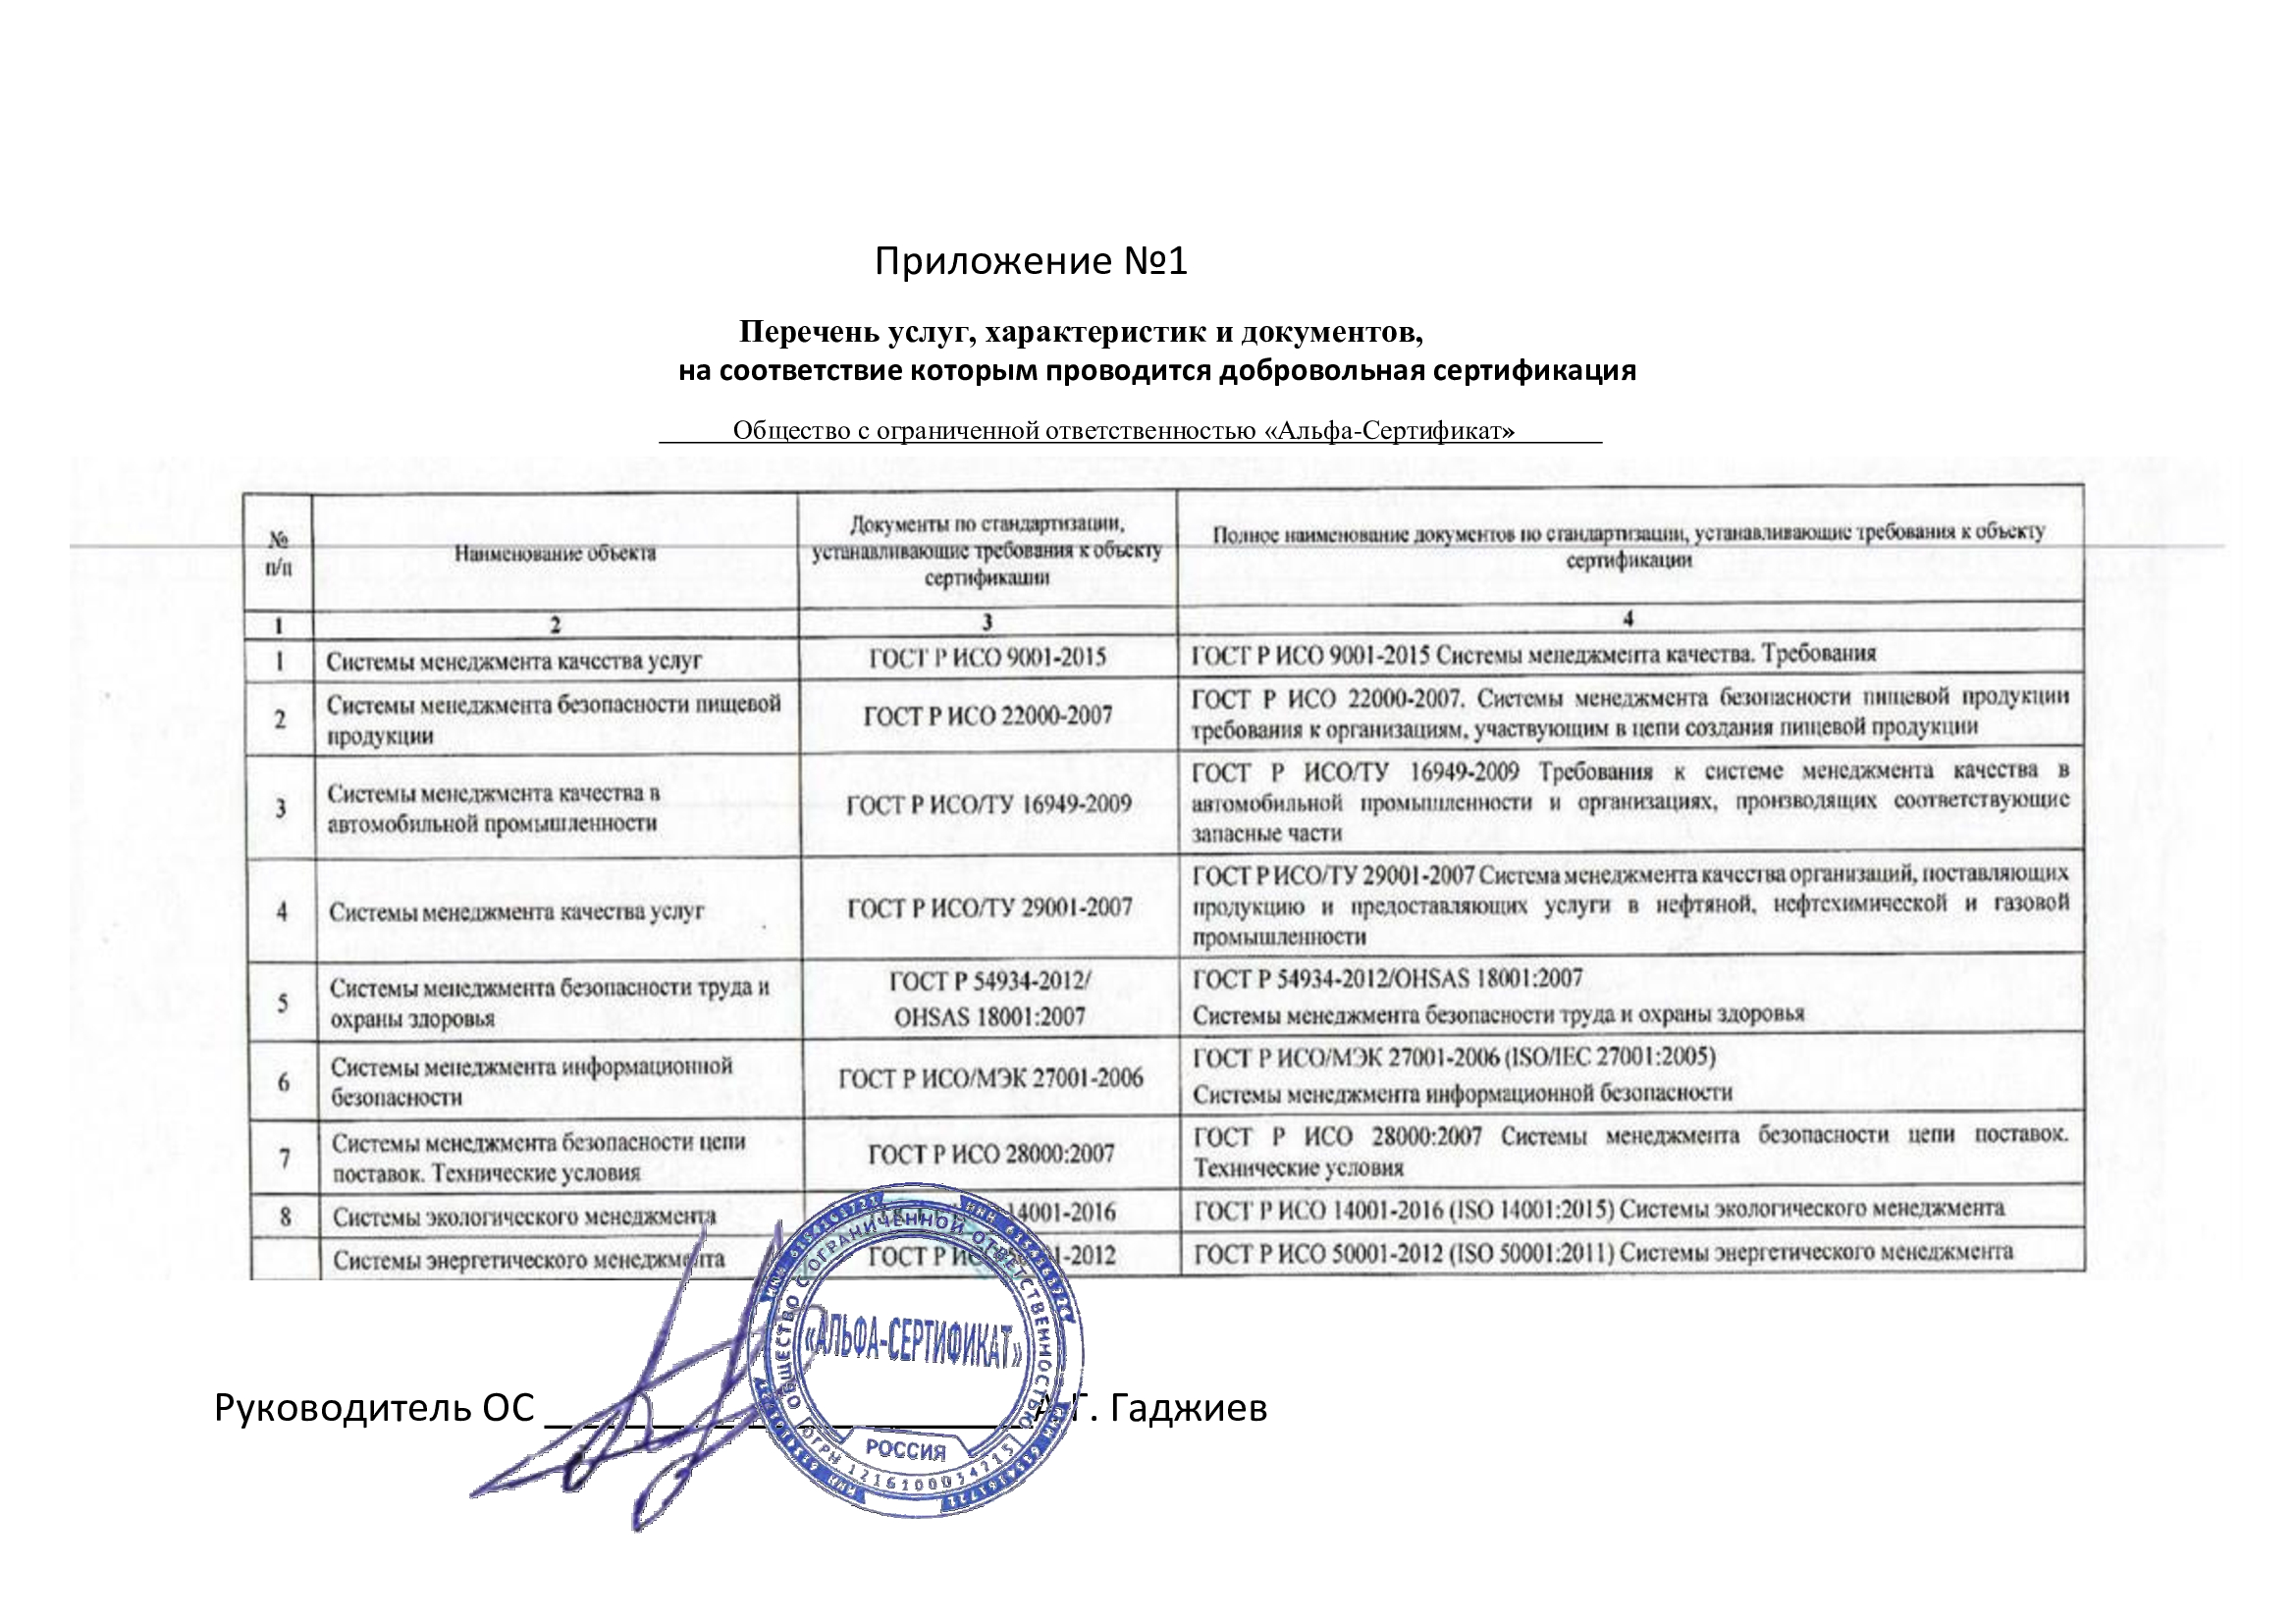 Приложение №1
Перечень услуг, характеристик и документов,
на соответствие которым проводится добровольная сертификация
Общество с ограниченной ответственностью «Альфа-Сертификат»
№ п/п
Наименование объекта
Документы по стандартизации,
устанавливающие требования к объекту
сертификации
Полное наименование документов по стандартизации, устанавливающие требования к объекту
сертификации
1 2 3 4
1 Системы менеджмента качества услуг ГОСТ Р ИСО 9001-2015 ГОСТ Р ИСО 9001-2015 Системы менеджмента качества. Требования
2
Системы менеджмента безопасности пищевой
продукции
ГОСТ Р ИСО 22000-2007
ГОСТ Р ИСО 22000-2007. Системы менеджмента безопасности пищевой продукции
требования к организациям, участвующим в цепи создания пищевой продукции
3
Системы менеджмента качества в
автомобильной промышленности
ГОСТ Р ИСО/ТУ 16949-2009
ГОСТ Р ИСО/ТУ 16949-2009 Требования к системе менеджмента качества в
автомобильной промышленности и организациях, производящих соответствующие
запасные части
4
Системы менеджмента качества услуг
ГОСТ Р ИСО/ТУ 29001-2007
ГОСТ Р ИСО/ТУ 29001-2007 Система менеджмента качества организаций, поставляющих
продукцию и предоставляющих услуги в нефтяной, нефтехимической и газовой
промышленности
5
Системы менеджмента безопасности труда и
охраны здоровья
ГОСТ Р 54934-2012/
OHSAS 18001:2007
ГОСТ Р 54934-2012/OHSAS 18001:2007
Системы менеджмента безопасности труда и охраны здоровья
6
Системы менеджмента информационной
безопасности
ГОСТ Р ИСО/МЭК 27001-2006
ГОСТ Р ИСО/МЭК 27001-2006 (ISO/IEC 27001:2005)
Системы менеджмента информационной безопасности
7
Системы менеджмента безопасности цепи
поставок. Технические условия
ГОСТ Р ИСО 28000:2007
ГОСТ Р ИСО 28000:2007 Системы менеджмента безопасности цепи поставок.
Технические условия
8 Системы экологического менеджмента 14001-2016 ГОСТ Р ИСО 14001-2016 (ISO 14001:2015) Системы экологического менеджмента
Системы энергетического менеджмента ГОСТ Р -2012 ГОСТ Р ИСО 50001-2012 (ISO 50001:2011) Системы энергетического менеджмента
ОБЩЕСТВО С ОГРАНИЧЕННОЙ ОТВЕТСТВЕННОСТЬЮ
«АЛЬФА-СЕРТИФИКАТ»
РОССИЯ
Руководитель ОС А.Г. Гаджиев